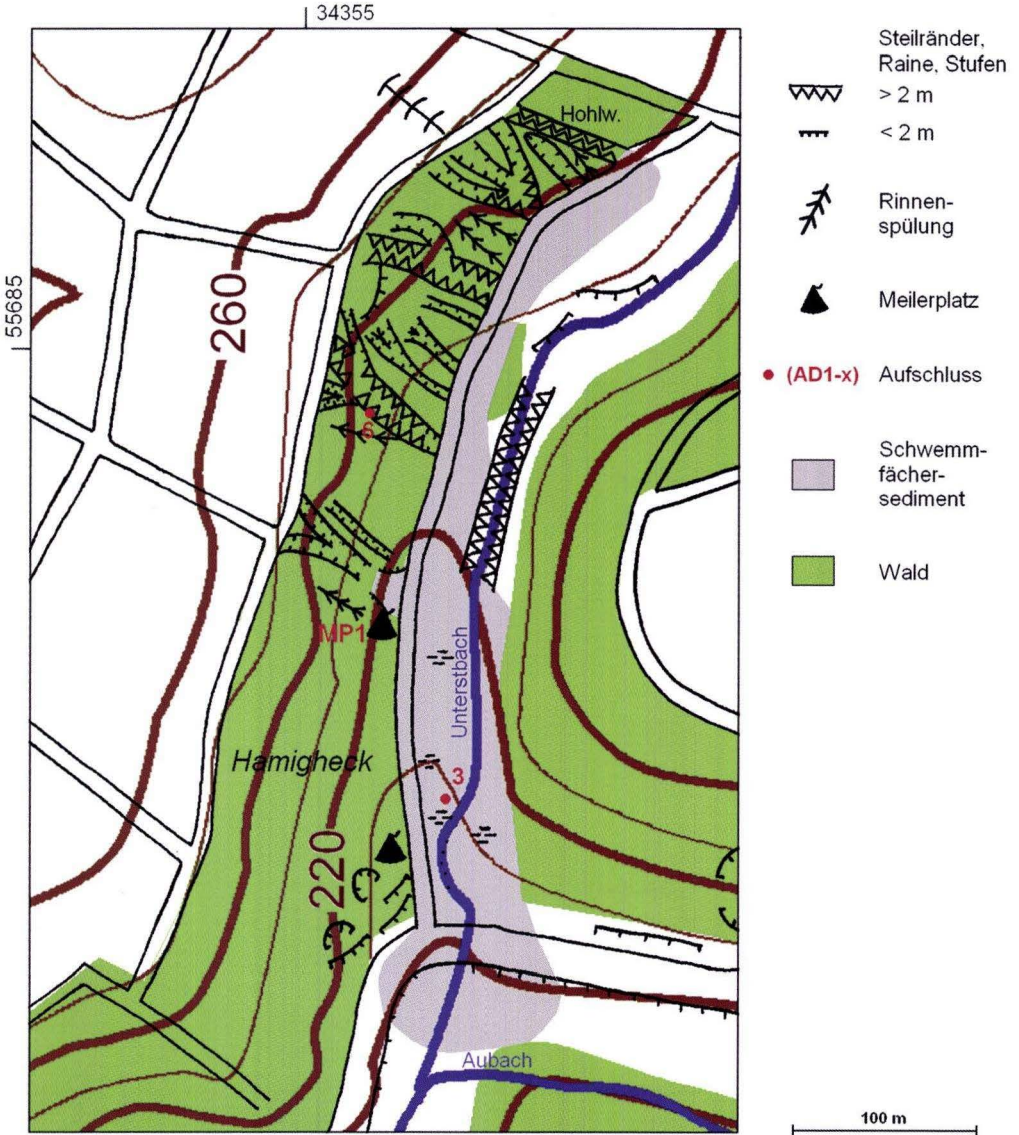 34355
55685
Hohlw.
260
6
MP1
Unterstbach
Hamigheck
3
220
Aubach
Steilränder,
Raine, Stufen
> 2 m
< 2 m
Rinnen-
spülung
Meilerplatz
(AD1-x) Aufschluss
Schwemm-
fächer-
sediment
Wald
100 m